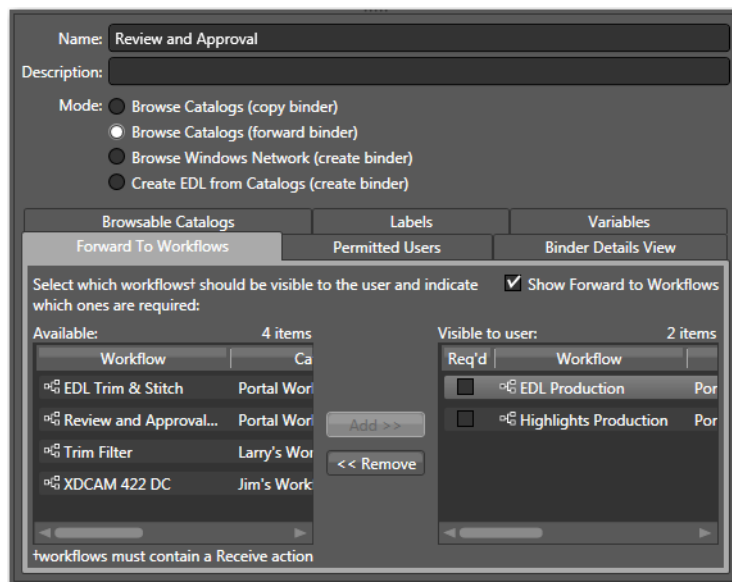 Name: Review and Approval
Description:
Mode: Browse Catalogs (copy binder)
Browse Catalogs (forward binder)
Browse Windows Network (create binder)
Create EDL from Catalogs (create binder)
Browsable Catalogs Labels Variables
Forward To Workflows Permitted Users Binder Details View
Select which workflows† should be visible to the user and indicate which ones are required:
Show Forward to Workflows
Available: 4 items
Workflow Ca
EDL Trim & Stitch Portal Wor
Review and Approval... Portal Wor
Trim Filter Larry's Wor
XDCAM 422 DC Jim's Work
Add >>
<< Remove
Visible to user: 2 items
Req'd Workflow
EDL Production Por
Highlights Production Por
†workflows must contain a Receive action